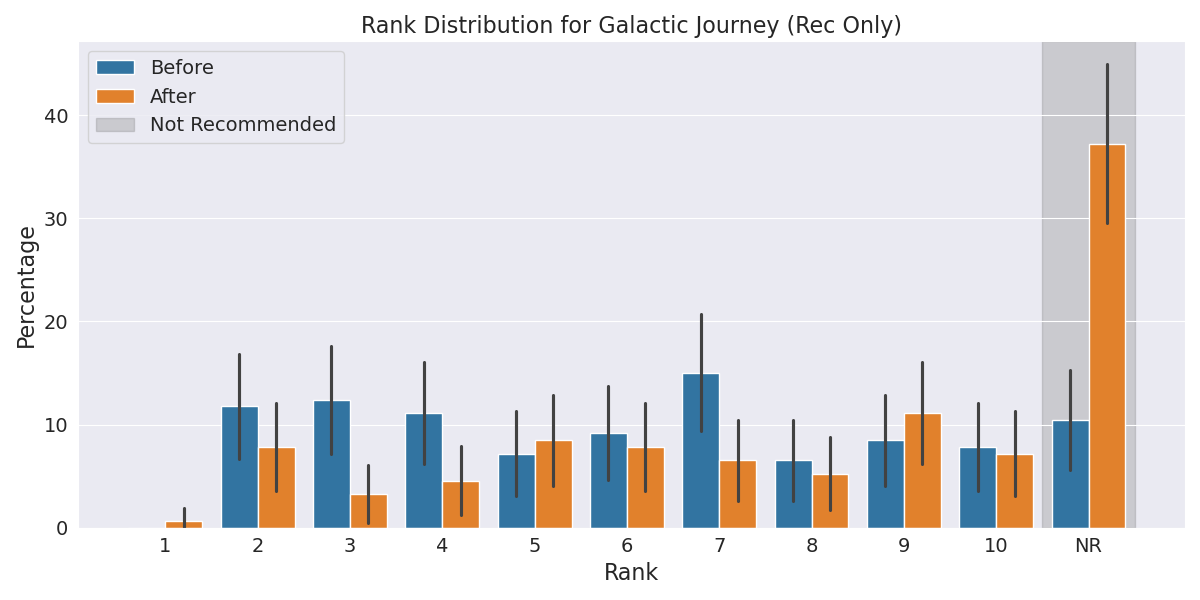 Rank Distribution for Galactic Journey (Rec Only)
Before
After
Not Recommended
Percentage
40
30
20
10
0
1 2 3 4 5 6 7 8 9 10 NR
Rank